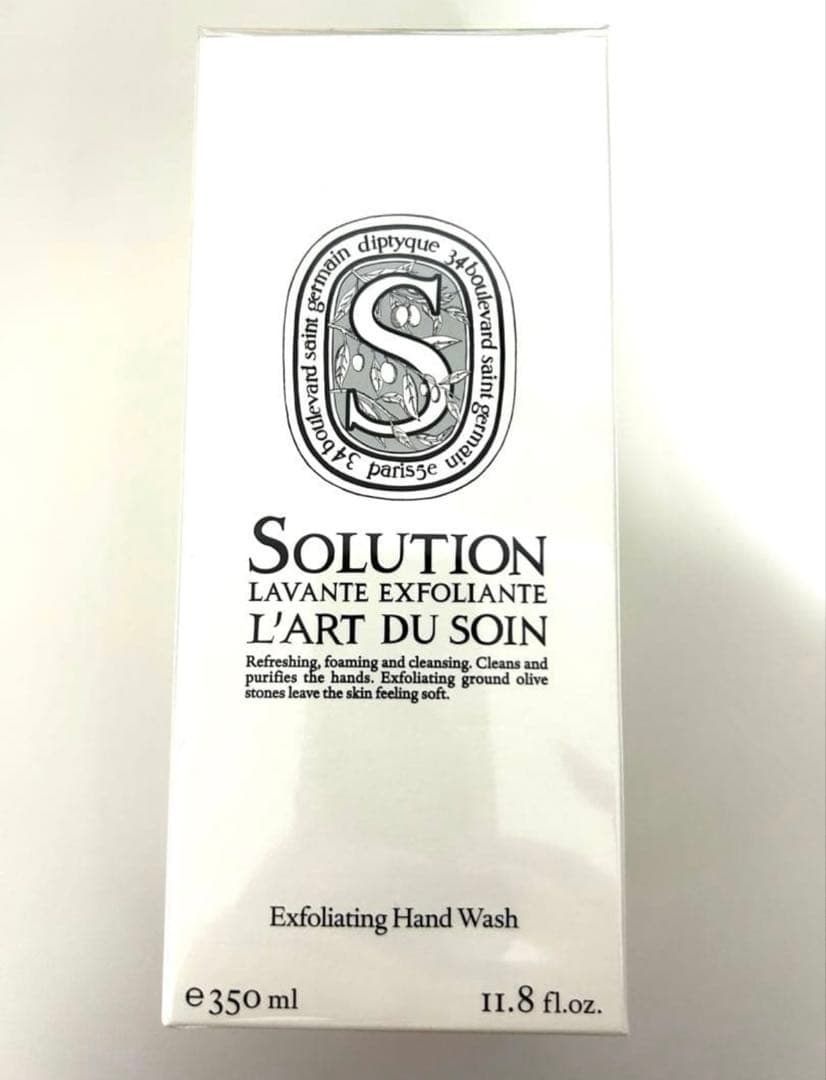 diptyque 34 boulevard saint germain paris5e 34 boulevard saint germain
S
SOLUTION
LAVANTE EXFOLIANTE
L'ART DU SOIN
Refreshing, foaming and cleansing. Cleans and
purifies the hands. Exfoliating ground olive
stones leave the skin feeling soft.
Exfoliating Hand Wash
e 350 ml 11.8 fl.oz.